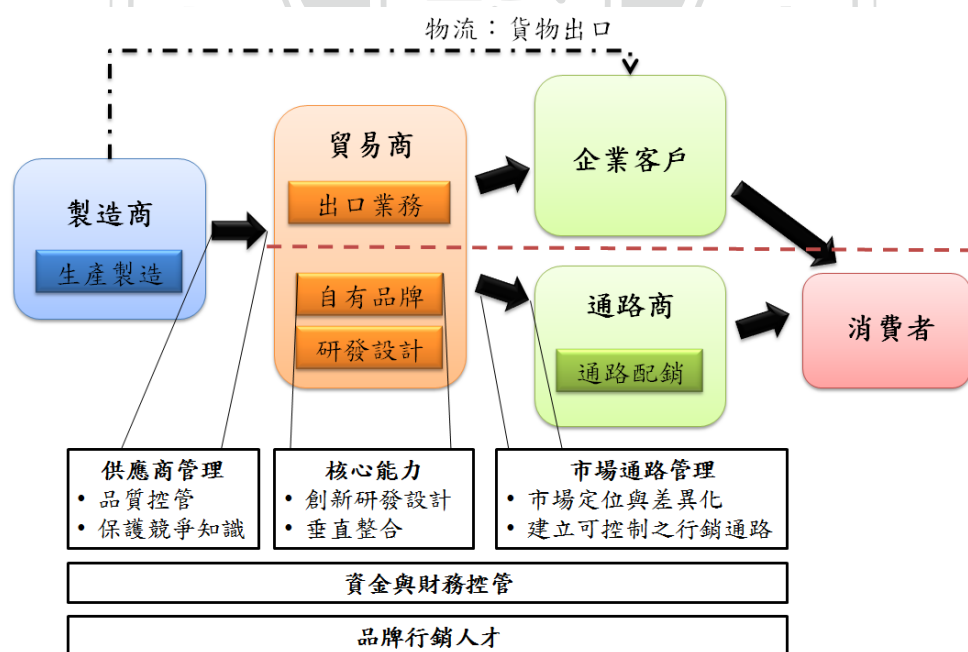 物流：貨物出口
製造商
生產製造
貿易商
出口業務
自有品牌
研發設計
企業客戶
通路商
通路配銷
消費者
供應商管理
• 品質控管
• 保護競爭知識
核心能力
• 創新研發設計
• 垂直整合
市場通路管理
• 市場定位與差異化
• 建立可控制之行銷通路
資金與財務控管
品牌行銷人才